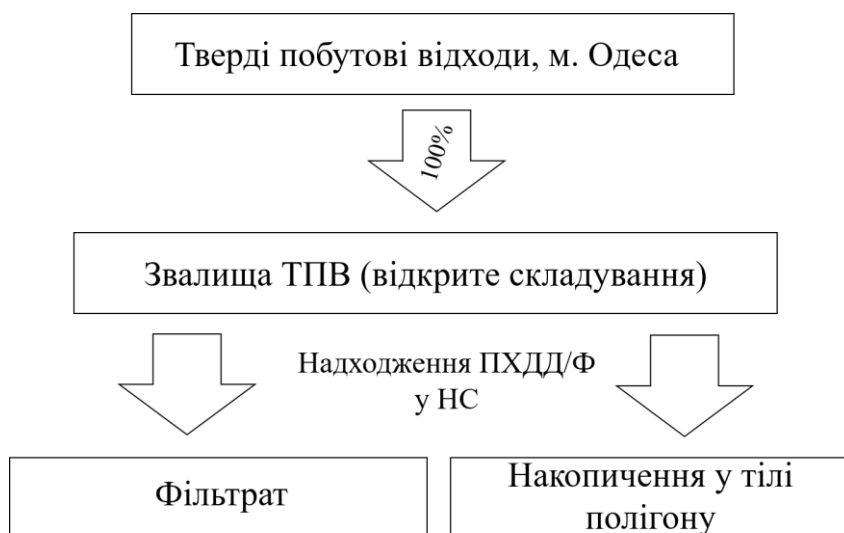 Тверді побутові відходи, м. Одеса
100%
Звалища ТПВ (відкрите складування)
Надходження ПХДД/Ф
у НС
Фільтрат
Накопичення у тілі
полігону